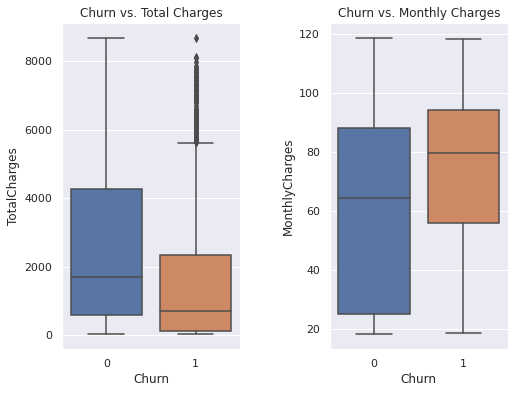 Churn vs. Total Charges
8000
6000
4000
2000
0
TotalCharges
0 1
Churn
Churn vs. Monthly Charges
120
100
80
60
40
20
MonthlyCharges
0 1
Churn